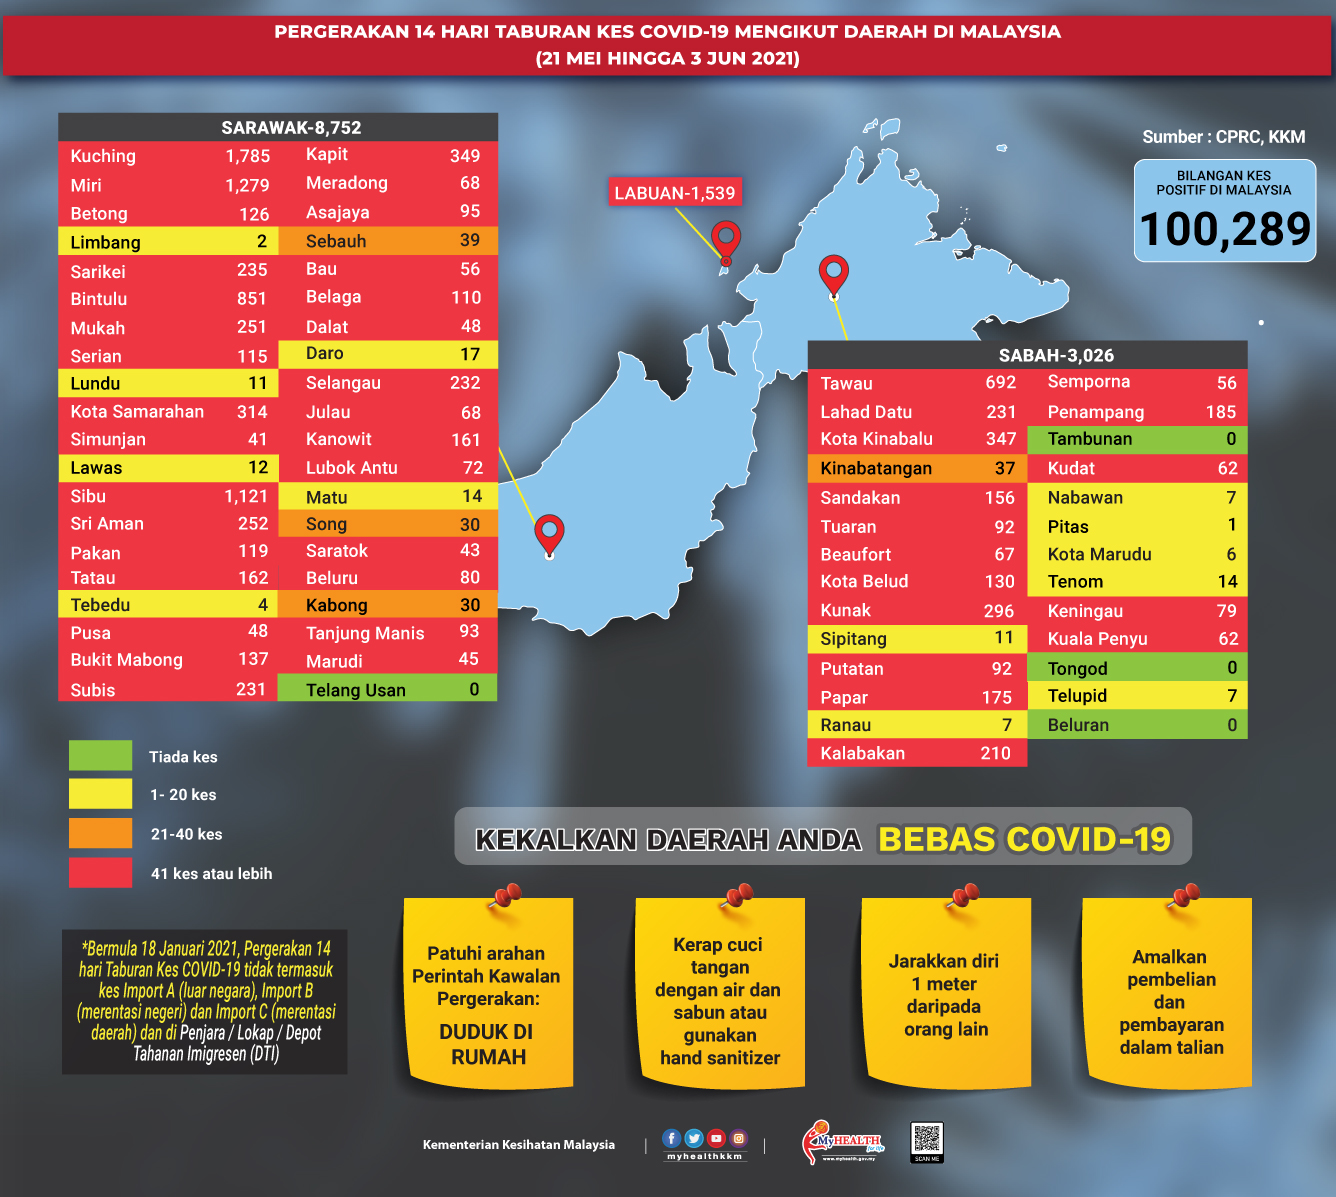 PERGERAKAN 14 HARI TABURAN KES COVID-19 MENGIKUT DAERAH DI MALAYSIA
(21 MEI HINGGA 3 JUN 2021)
Sumber : CPRC, KKM
BILANGAN KES
POSITIF DI MALAYSIA
100,289
LABUAN-1,539
SARAWAK-8,752
Kuching 1,785 Kapit 349
Miri 1,279 Meradong 68
Betong 126 Asajaya 95
Limbang 2 Sebauh 39
Sarikei 235 Bau 56
Bintulu 851 Belaga 110
Mukah 251 Dalat 48
Serian 115 Daro 17
Lundu 11 Selangau 232
Kota Samarahan 314 Julau 68
Simunjan 41 Kanowit 161
Lawas 12 Lubok Antu 72
Sibu 1,121 Matu 14
Sri Aman 252 Song 30
Pakan 119 Saratok 43
Tatau 162 Beluru 80
Tebedu 4 Kabong 30
Pusa 48 Tanjung Manis 93
Bukit Mabong 137 Marudi 45
Subis 231 Telang Usan 0
SABAH-3,026
Tawau 692 Semporna 56
Lahad Datu 231 Penampang 185
Kota Kinabalu 347 Tambunan 0
Kinabatangan 37 Kudat 62
Sandakan 156 Nabawan 7
Tuaran 92 Pitas 1
Beaufort 67 Kota Marudu 6
Kota Belud 130 Tenom 14
Kunak 296 Keningau 79
Sipitang 11 Kuala Penyu 62
Putatan 92 Tongod 0
Papar 175 Telupid 7
Ranau 7 Beluran 0
Kalabakan 210
Tiada kes
1- 20 kes
21-40 kes
41 kes atau lebih
*Bermula 18 Januari 2021, Pergerakan 14
hari Taburan Kes COVID-19 tidak termasuk
kes Import A (luar negara), Import B
(merentasi negeri) dan Import C (merentasi
daerah) dan di Penjara / Lokap / Depot
Tahanan Imigresen (DTI)
KEKALKAN DAERAH ANDA BEBAS COVID-19
Patuhi arahan
Perintah Kawalan
Pergerakan:
DUDUK DI
RUMAH
Kerap cuci
tangan
dengan air dan
sabun atau
gunakan
hand sanitizer
Jarakkan diri
1 meter
daripada
orang lain
Amalkan
pembelian
dan
pembayaran
dalam talian
Kementerian Kesihatan Malaysia
myhealthkkm
MyHEALTH
for life
www.myhealth.gov.my
SCAN ME